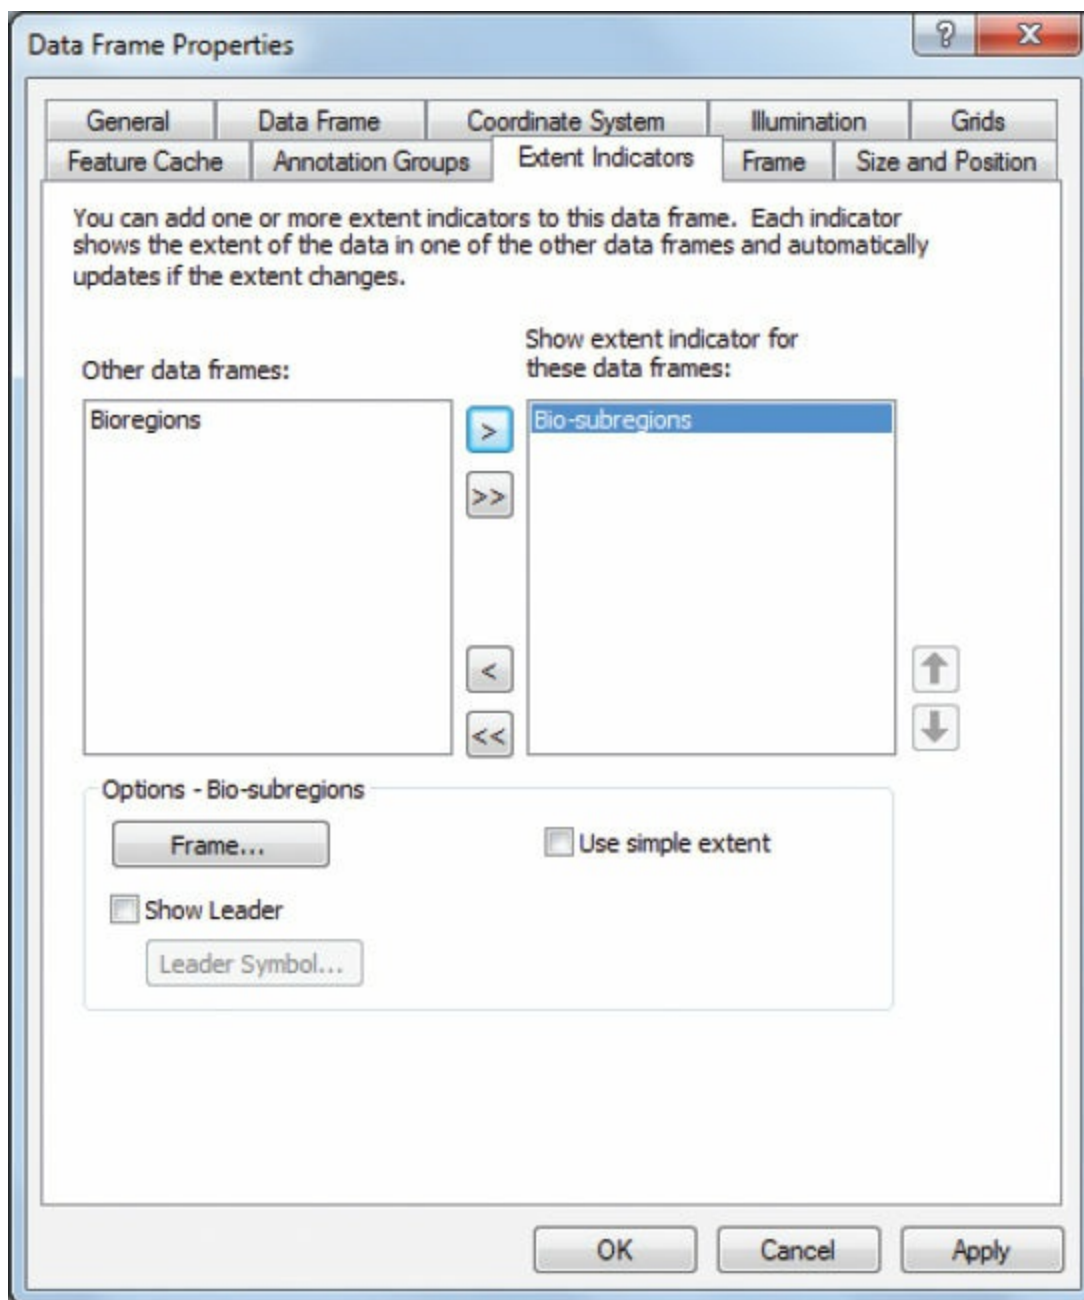 Data Frame Properties
?
X
General Data Frame Coordinate System Illumination Grids
Feature Cache Annotation Groups Extent Indicators Frame Size and Position
You can add one or more extent indicators to this data frame. Each indicator
shows the extent of the data in one of the other data frames and automatically
updates if the extent changes.
Show extent indicator for
Other data frames: these data frames:
Bioregions
Bio-subregions
>
>>
<
<<
Options - Bio-subregions
Frame...
Use simple extent
Show Leader
Leader Symbol...
OK Cancel Apply